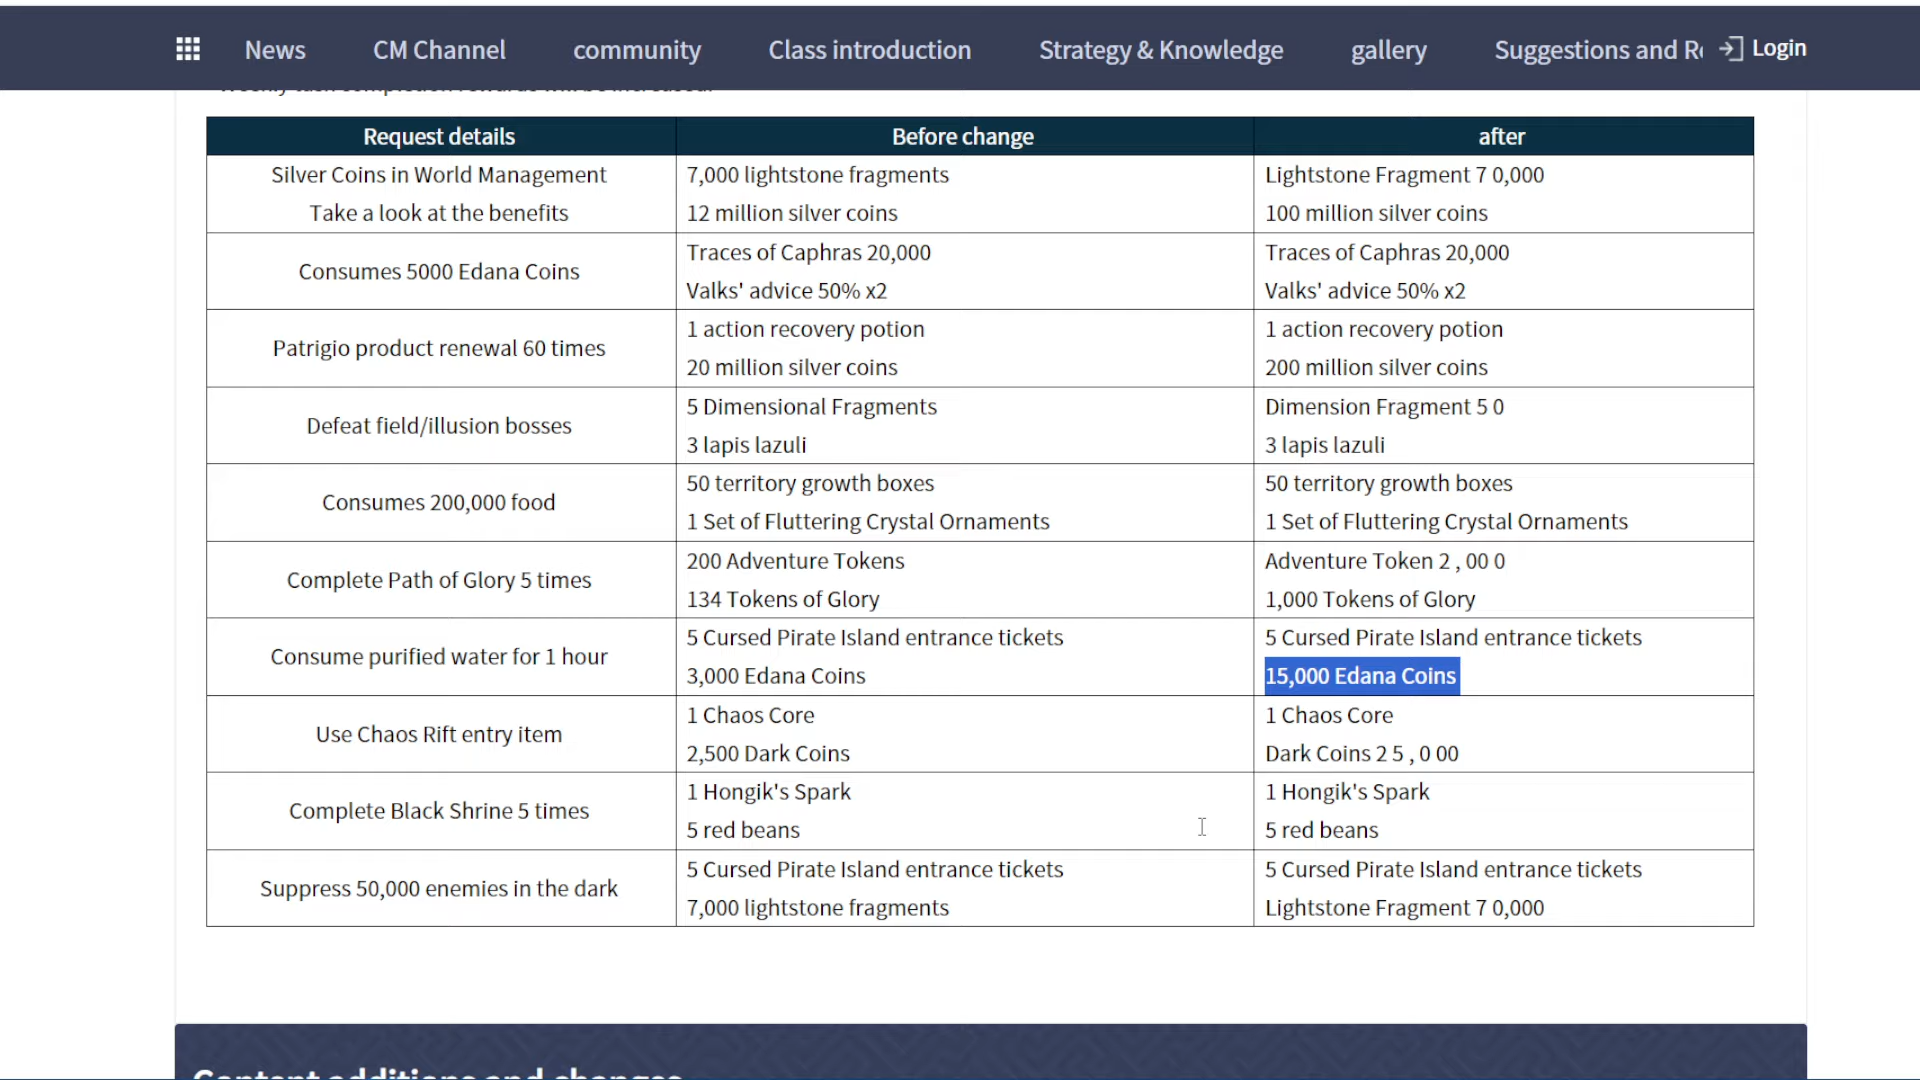 News CM Channel community Class introduction Strategy & Knowledge gallery Suggestions and Re Login
Weekly task completion rewards will be increased.
Request details Before change after
Silver Coins in World Management 7,000 lightstone fragments Lightstone Fragment 7 0,000
Take a look at the benefits 12 million silver coins 100 million silver coins
Consumes 5000 Edana Coins
Traces of Caphras 20,000 Traces of Caphras 20,000
Valks' advice 50% x2 Valks' advice 50% x2
Patrigio product renewal 60 times
1 action recovery potion 1 action recovery potion
20 million silver coins 200 million silver coins
Defeat field/illusion bosses
5 Dimensional Fragments Dimension Fragment 5 0
3 lapis lazuli 3 lapis lazuli
Consumes 200,000 food
50 territory growth boxes 50 territory growth boxes
1 Set of Fluttering Crystal Ornaments 1 Set of Fluttering Crystal Ornaments
Complete Path of Glory 5 times
200 Adventure Tokens Adventure Token 2 , 00 0
134 Tokens of Glory 1,000 Tokens of Glory
Consume purified water for 1 hour
5 Cursed Pirate Island entrance tickets 5 Cursed Pirate Island entrance tickets
3,000 Edana Coins 15,000 Edana Coins
Use Chaos Rift entry item
1 Chaos Core 1 Chaos Core
2,500 Dark Coins Dark Coins 2 5 , 0 00
Complete Black Shrine 5 times
1 Hongik's Spark 1 Hongik's Spark
5 red beans 5 red beans
Suppress 50,000 enemies in the dark
5 Cursed Pirate Island entrance tickets 5 Cursed Pirate Island entrance tickets
7,000 lightstone fragments Lightstone Fragment 7 0,000
Content additions and changes